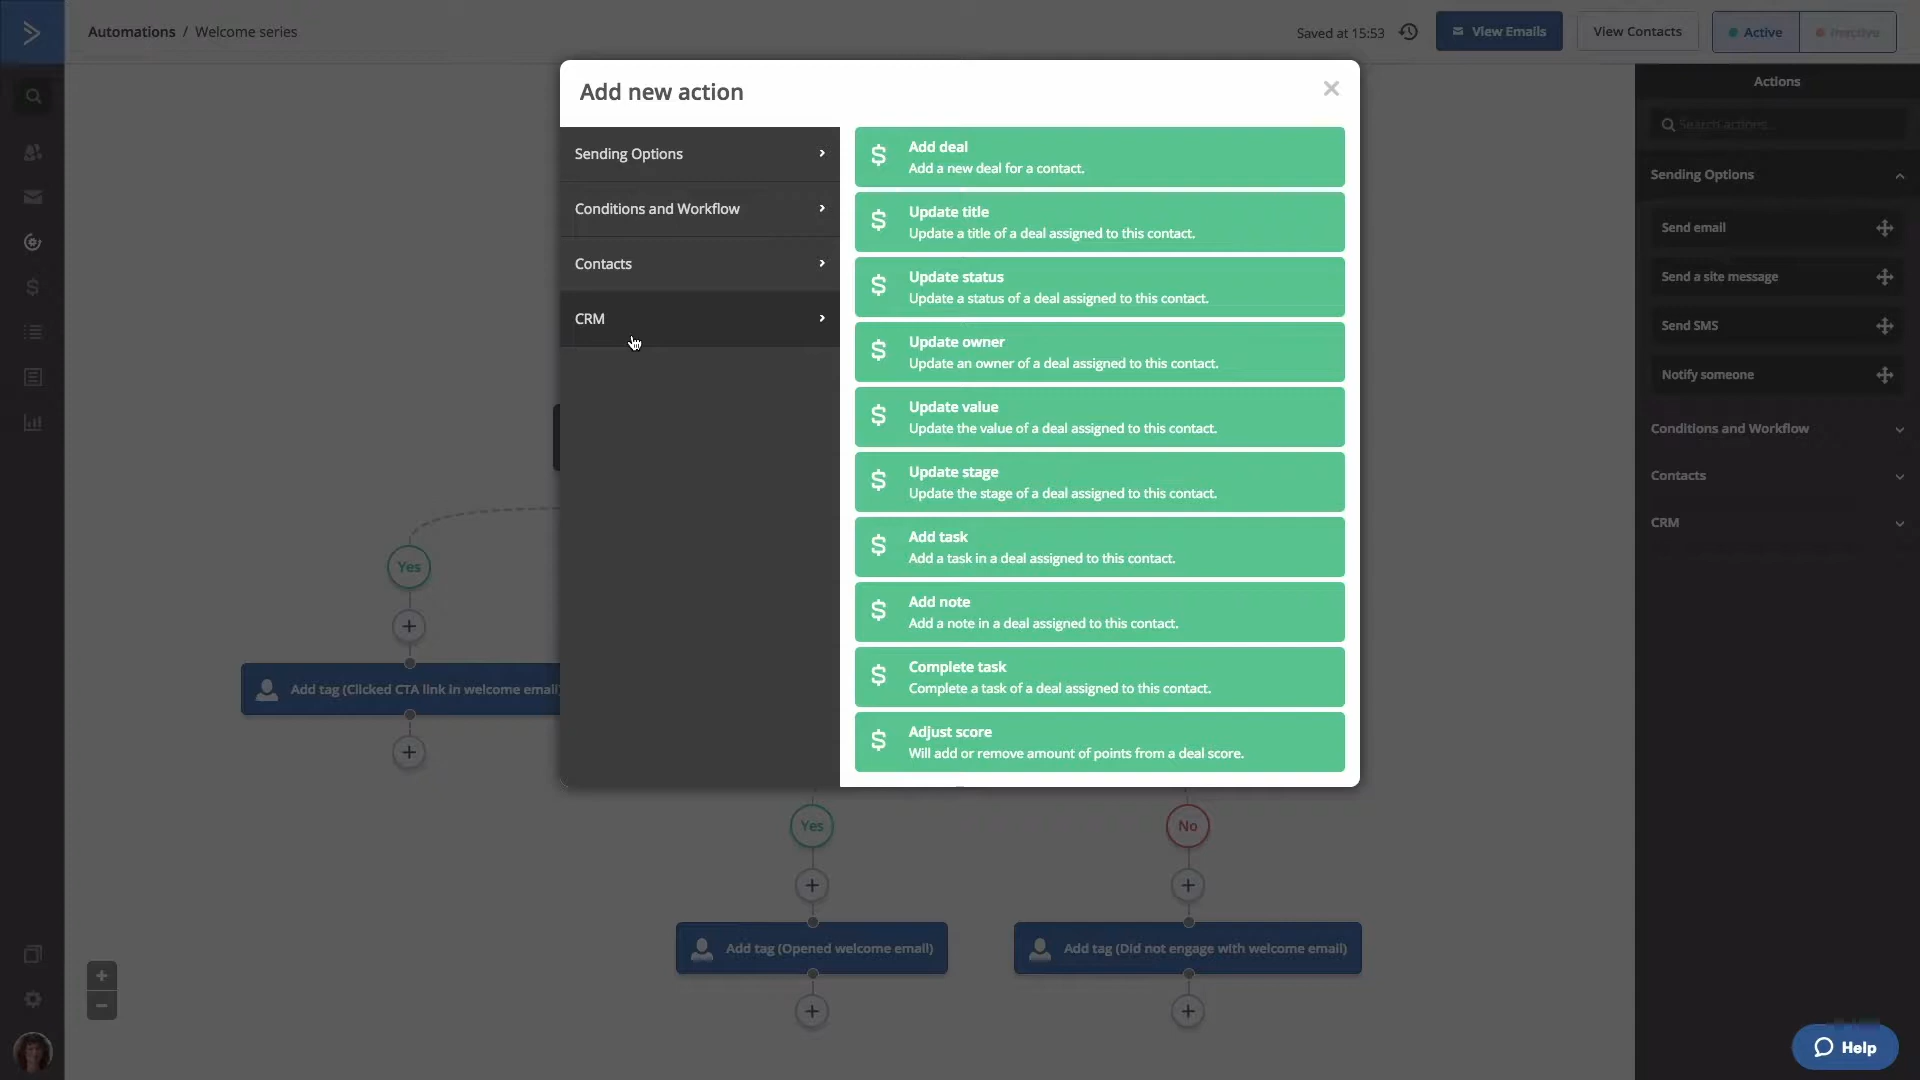 Automations / Welcome series
Saved at 15:53
View Emails
View Contacts
Active
Inactive
Add new action
Sending Options
Conditions and Workflow
Contacts
CRM
Add deal
Add a new deal for a contact.
Update title
Update a title of a deal assigned to this contact.
Update status
Update a status of a deal assigned to this contact.
Update owner
Update an owner of a deal assigned to this contact.
Update value
Update the value of a deal assigned to this contact.
Update stage
Update the stage of a deal assigned to this contact.
Add task
Add a task in a deal assigned to this contact.
Add note
Add a note in a deal assigned to this contact.
Complete task
Complete a task of a deal assigned to this contact.
Adjust score
Will add or remove amount of points from a deal score.
Actions
Search actions...
Sending Options
Send email
Send a site message
Send SMS
Notify someone
Conditions and Workflow
Contacts
CRM
Yes
Add tag (Clicked CTA link in welcome email
Yes
No
Add tag (Opened welcome email)
Add tag (Did not engage with welcome email)
Help